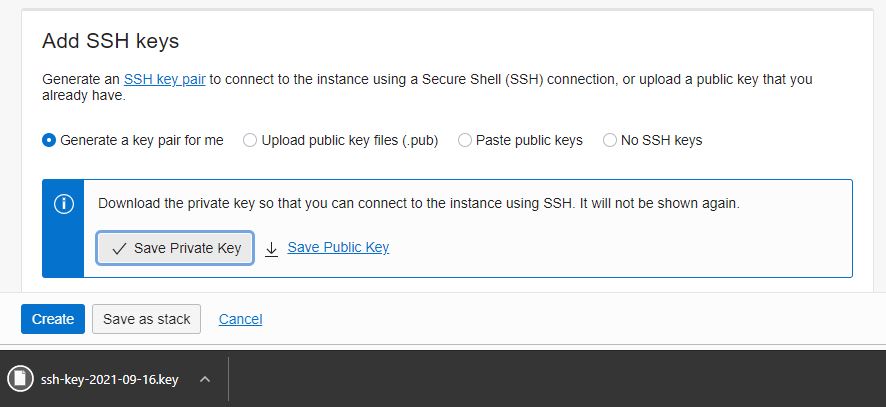 Add SSH keys
Generate an SSH key pair to connect to the instance using a Secure Shell (SSH) connection, or upload a public key that you
already have.
Generate a key pair for me Upload public key files (.pub) Paste public keys No SSH keys
Download the private key so that you can connect to the instance using SSH. It will not be shown again.
Save Private Key Save Public Key
Create Save as stack Cancel
ssh-key-2021-09-16.key